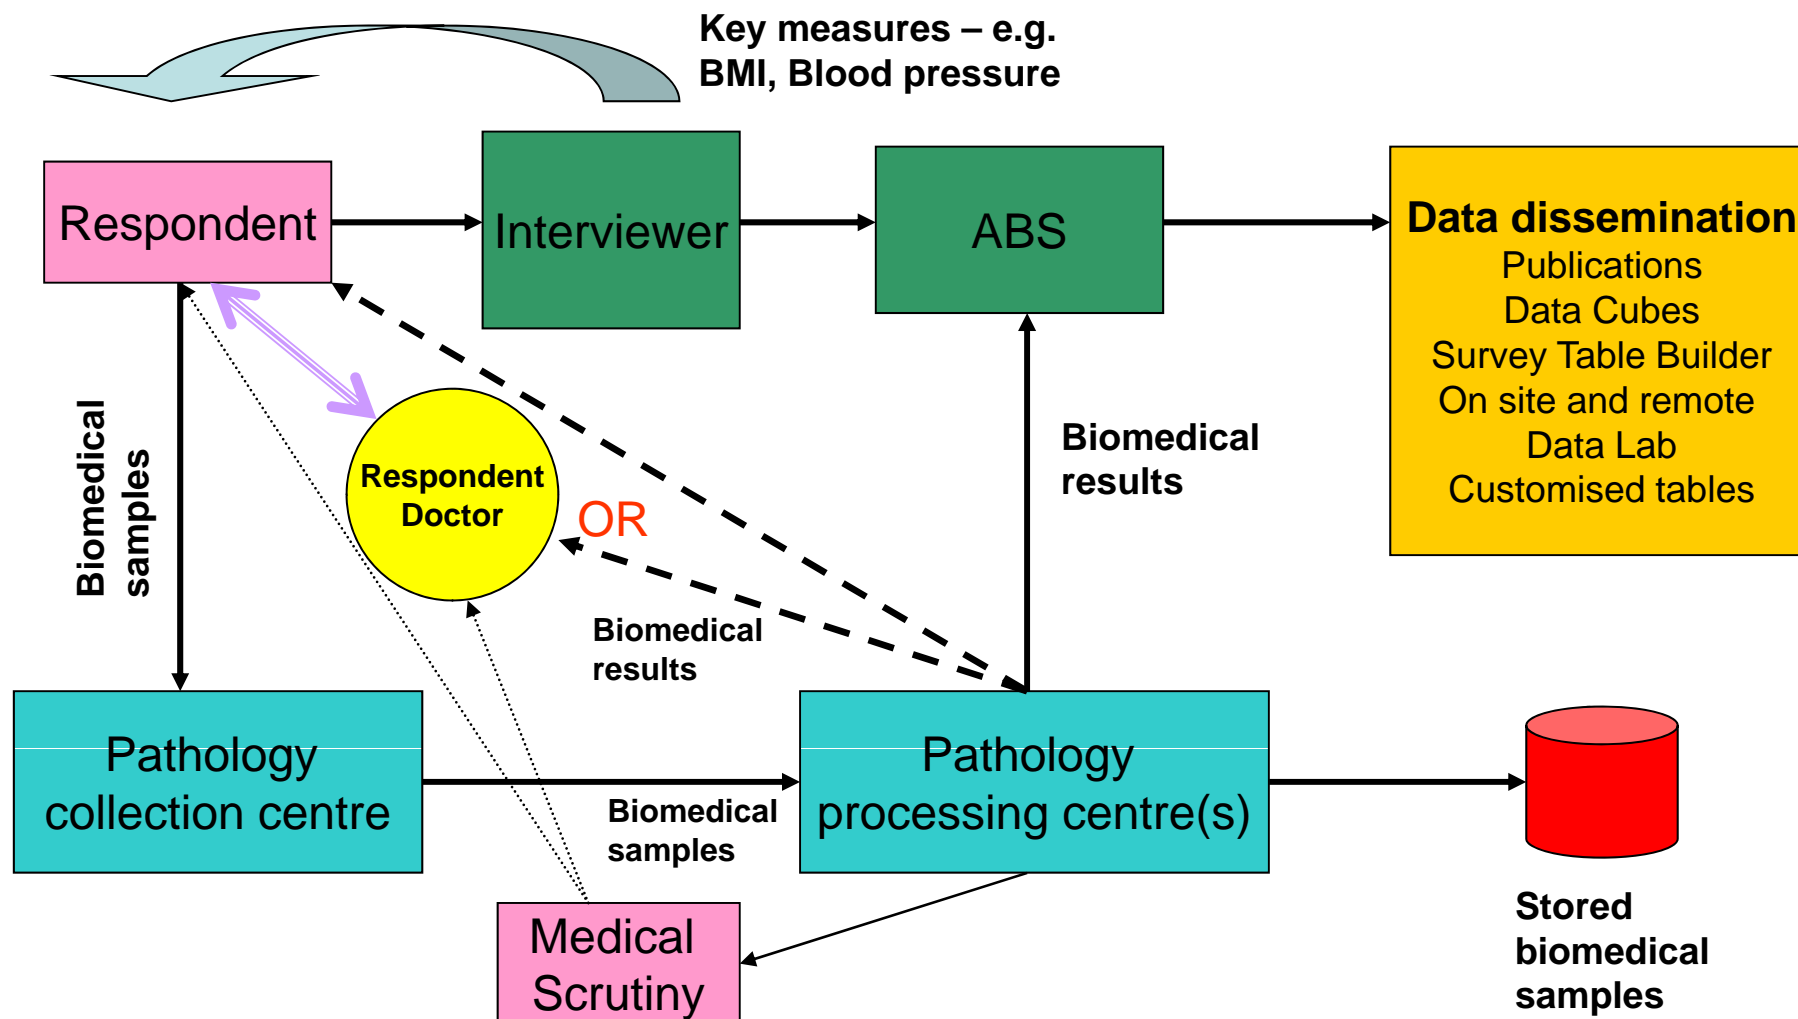 Key measures – e.g.
BMI, Blood pressure
Respondent
Interviewer
ABS
Data dissemination
Publications
Data Cubes
Survey Table Builder
On site and remote
Data Lab
Customised tables
Biomedical
samples
Respondent
Doctor
OR
Biomedical
results
Biomedical
results
Pathology
collection centre
Biomedical
samples
Pathology
processing centre(s)
Medical
Scrutiny
Stored
biomedical
samples